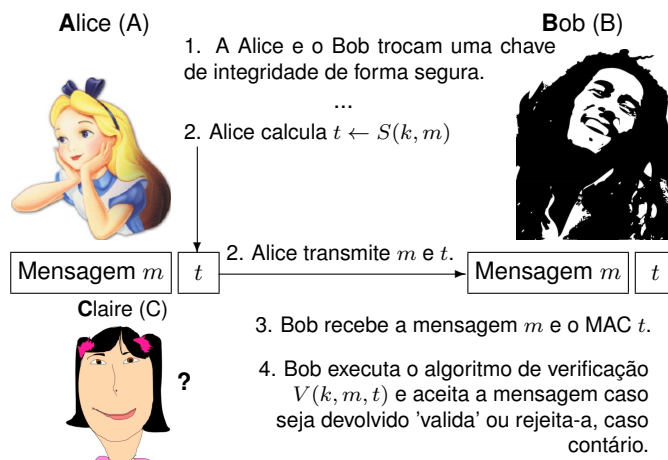 Alice (A)
Bob (B)
1. A Alice e o Bob trocam uma chave
de integridade de forma segura.
...
2. Alice calcula t ← S(k, m)
2. Alice transmite m e t.
Mensagem m
t
Mensagem m
t
Claire (C)
?
3. Bob recebe a mensagem m e o MAC t.
4. Bob executa o algoritmo de verificação
V(k, m, t) e aceita a mensagem caso
seja devolvido 'valida' ou rejeita-a, caso
contário.